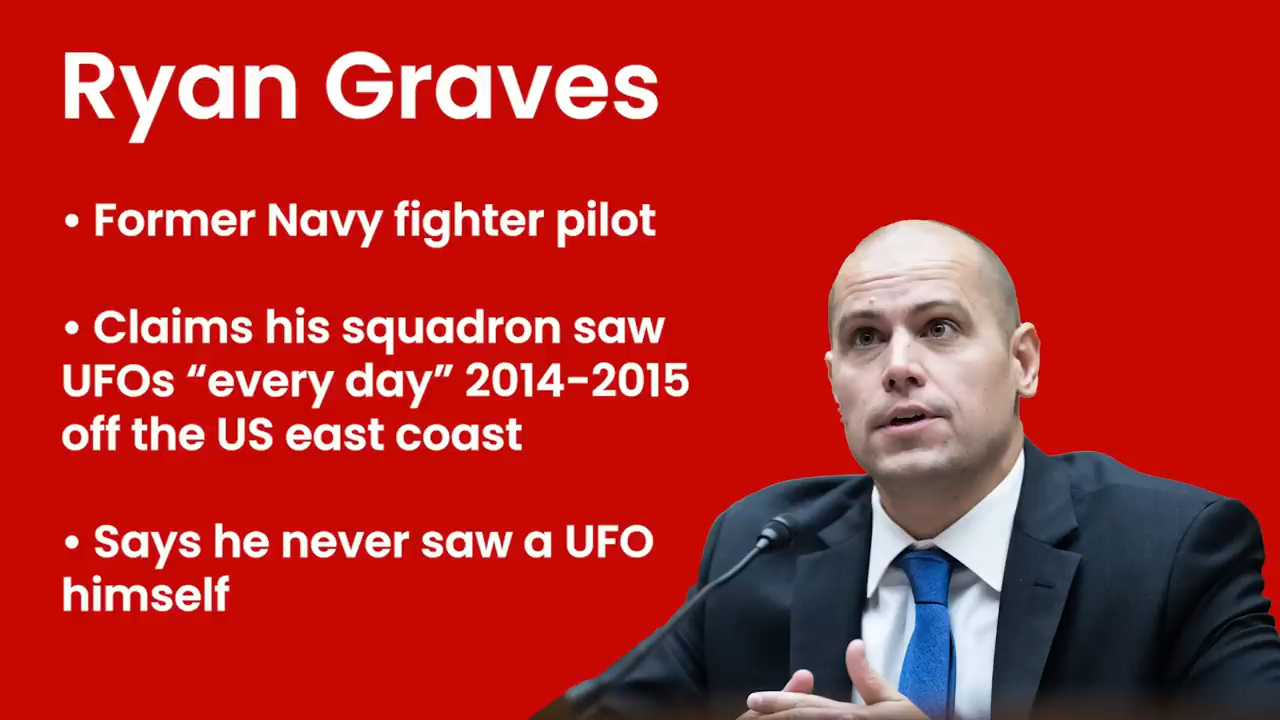 Ryan Graves
• Former Navy fighter pilot
• Claims his squadron saw
UFOs “every day” 2014-2015
off the US east coast
• Says he never saw a UFO
himself